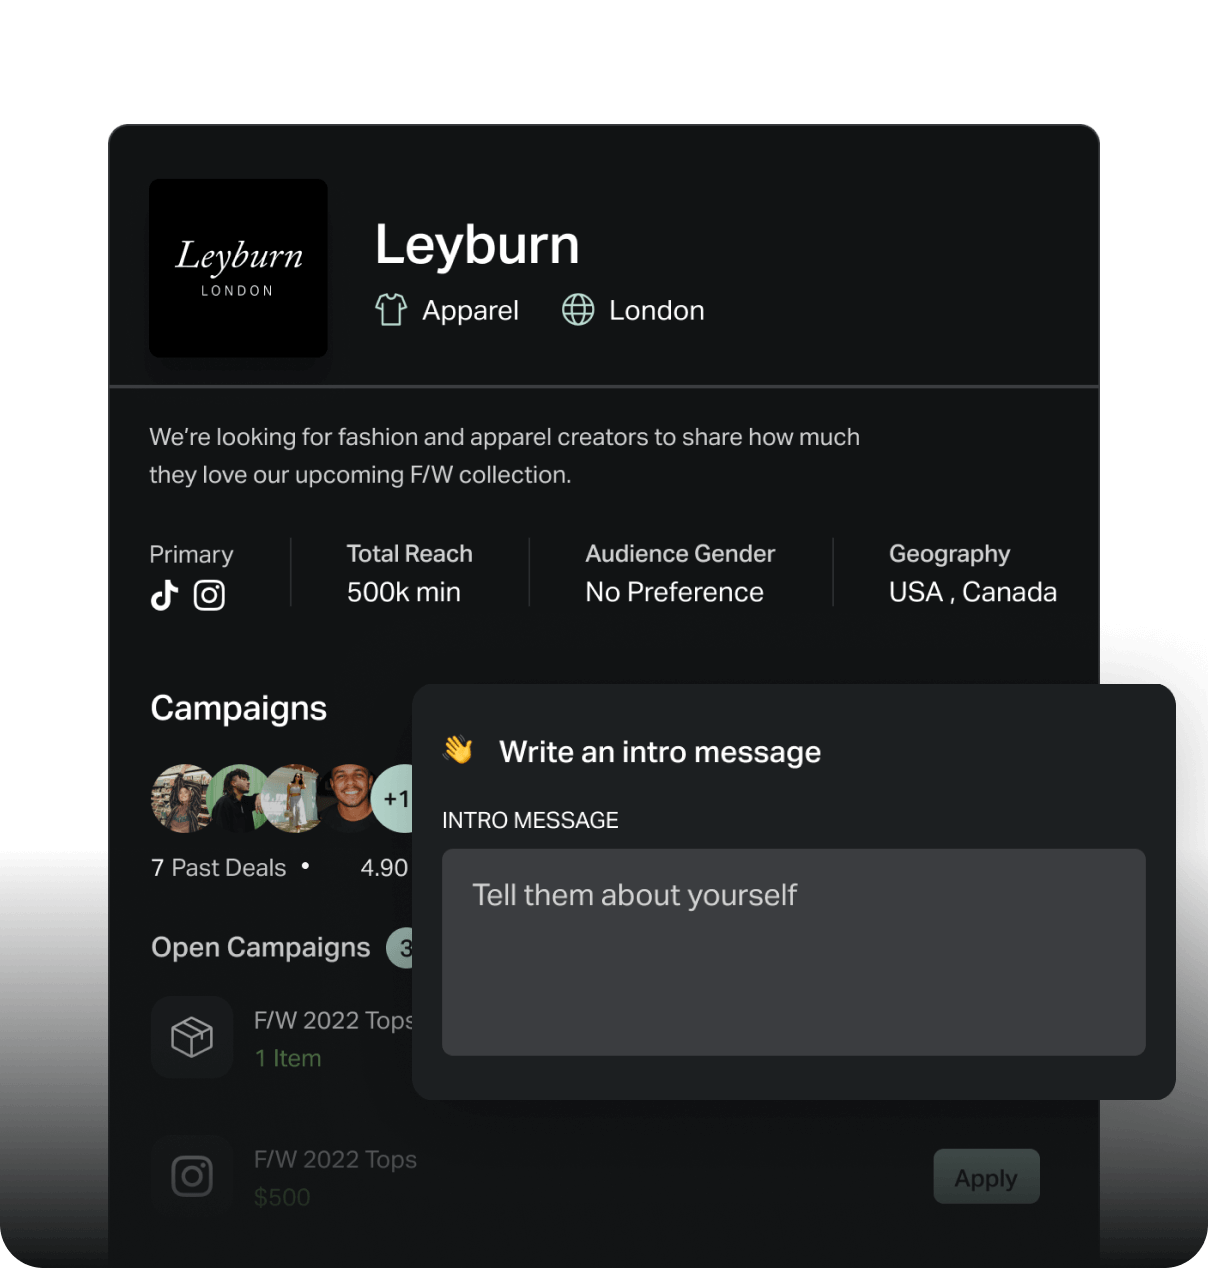 Leyburn
LONDON
Leyburn
Apparel
London
We’re looking for fashion and apparel creators to share how much
they love our upcoming F/W collection.
Primary
Total Reach
500k min
Audience Gender
No Preference
Geography
USA , Canada
Campaigns
+1
7 Past Deals •
4.90
Open Campaigns
3
F/W 2022 Tops
1 Item
F/W 2022 Tops
$500
Apply
👋 Write an intro message
INTRO MESSAGE
Tell them about yourself